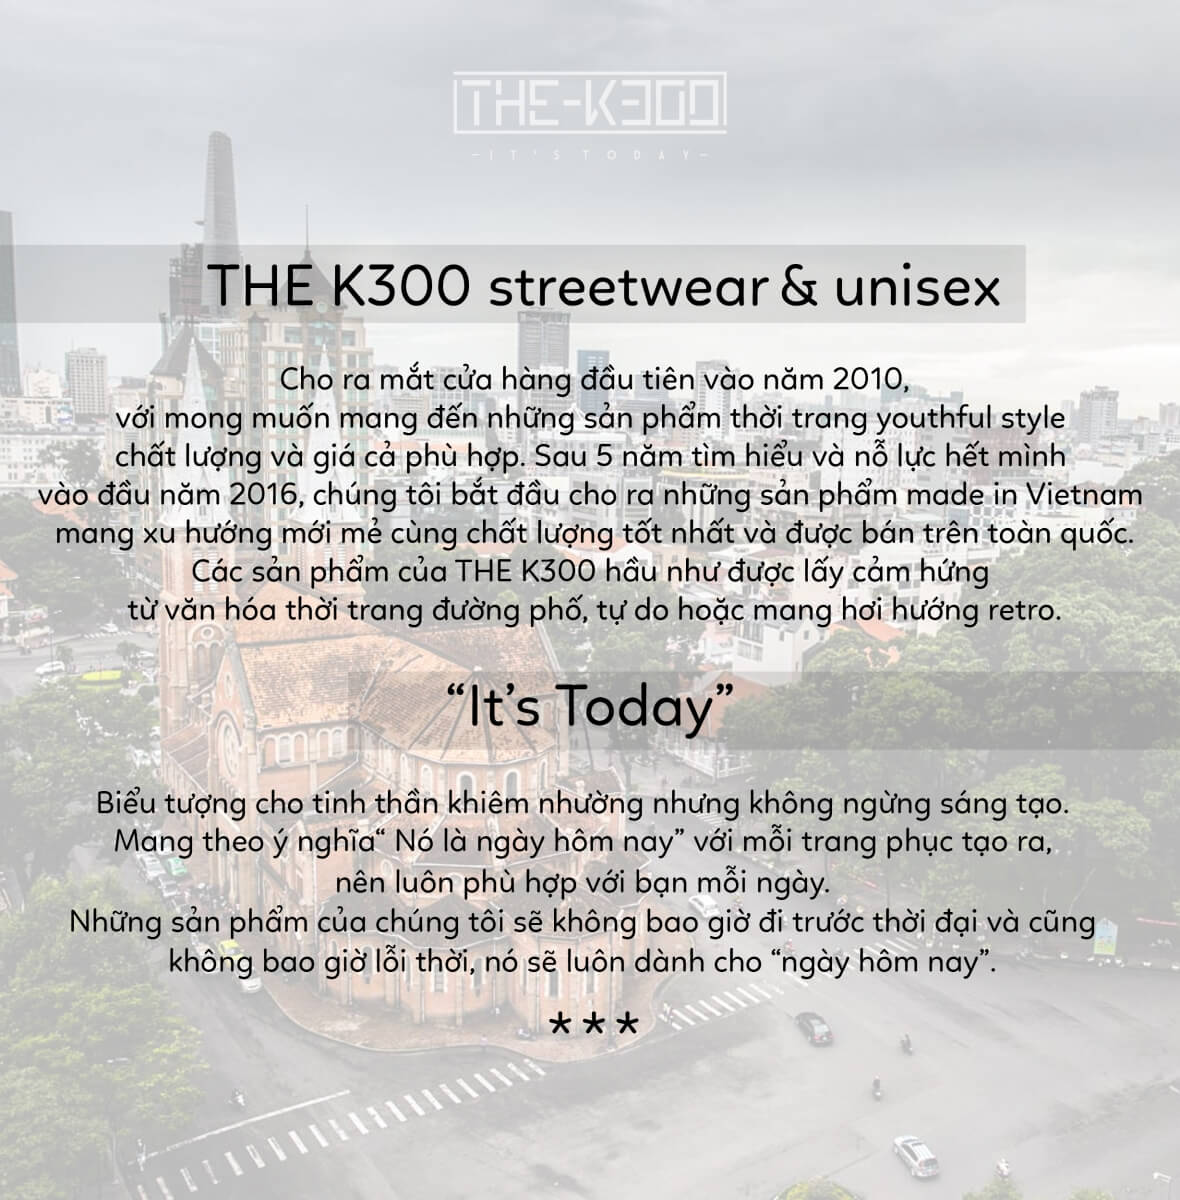 THE-K300
-IT'S TODAY-
THE K300 streetwear & unisex
Cho ra mắt cửa hàng đầu tiên vào năm 2010,
với mong muốn mang đến những sản phẩm thời trang youthful style
chất lượng và giá cả phù hợp. Sau 5 năm tìm hiểu và nỗ lực hết mình
vào đầu năm 2016, chúng tôi bắt đầu cho ra những sản phẩm made in Vietnam
mang xu hướng mới mẻ cùng chất lượng tốt nhất và được bán trên toàn quốc.
Các sản phẩm của THE K300 hầu như được lấy cảm hứng
từ văn hóa thời trang đường phố, tự do hoặc mang hơi hướng retro.
“It’s Today”
Biểu tượng cho tinh thần khiêm nhường nhưng không ngừng sáng tạo.
Mang theo ý nghĩa“ Nó là ngày hôm nay” với mỗi trang phục tạo ra,
nên luôn phù hợp với bạn mỗi ngày.
Những sản phẩm của chúng tôi sẽ không bao giờ đi trước thời đại và cũng
không bao giờ lỗi thời, nó sẽ luôn dành cho “ngày hôm nay”.
***